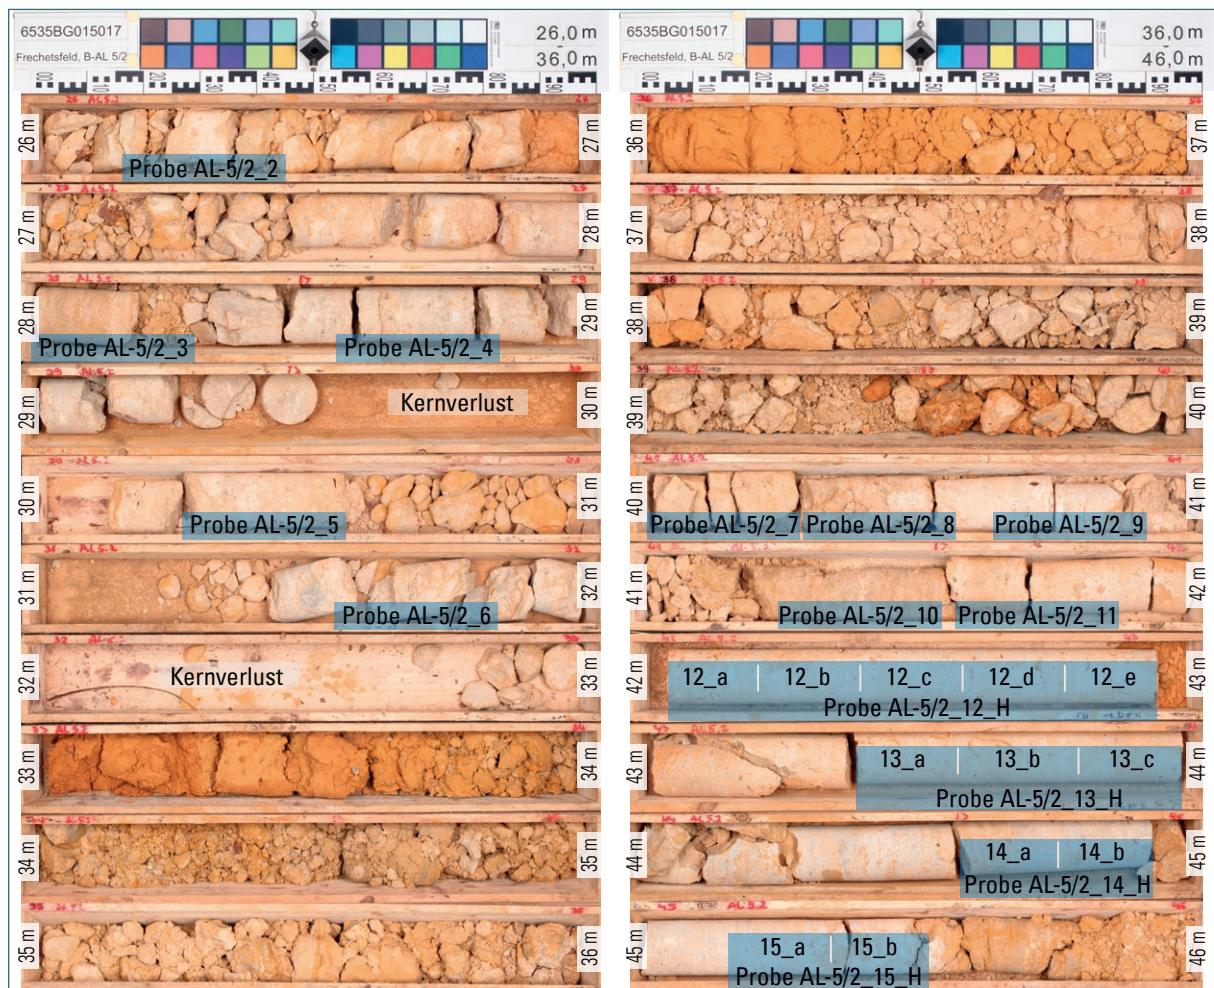 6535BG015017
Frechetsfeld, B-AL 5/2
26,0 m
-
36,0 m
26 m
27 m
Probe AL-5/2_2
27 m
28 m
28 m
29 m
Probe AL-5/2_3
Probe AL-5/2_4
29 m
Kernverlust
30 m
30 m
31 m
Probe AL-5/2_5
31 m
32 m
Probe AL-5/2_6
32 m
Kernverlust
33 m
33 m
34 m
34 m
35 m
35 m
36 m
6535BG015017
Frechetsfeld, B-AL 5/2
36,0 m
-
46,0 m
36 m
37 m
37 m
38 m
38 m
39 m
39 m
40 m
40 m
41 m
Probe AL-5/2_7
Probe AL-5/2_8
Probe AL-5/2_9
41 m
42 m
Probe AL-5/2_10
Probe AL-5/2_11
42 m
12_a
12_b
12_c
12_d
12_e
43 m
Probe AL-5/2_12_H
43 m
13_a
13_b
13_c
44 m
Probe AL-5/2_13_H
44 m
14_a
14_b
45 m
Probe AL-5/2_14_H
45 m
15_a
15_b
46 m
Probe AL-5/2_15_H